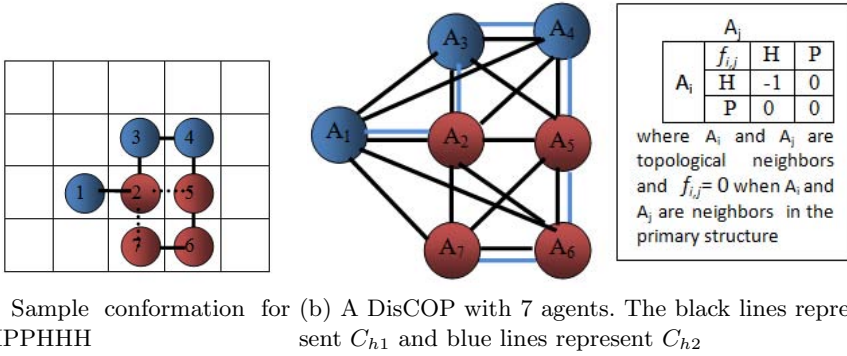 1
2
3
4
5
6
7
A1
A2
A3
A4
A5
A6
A7
Aj
Ai
fi,j H P
H -1 0
P 0 0
where Ai and Aj are
topological neighbors
and fi,j= 0 when Ai and
Aj are neighbors in the
primary structure
Sample conformation for
PPHHH
(b) A DisCOP with 7 agents. The black lines repre
sent Ch1 and blue lines represent Ch2